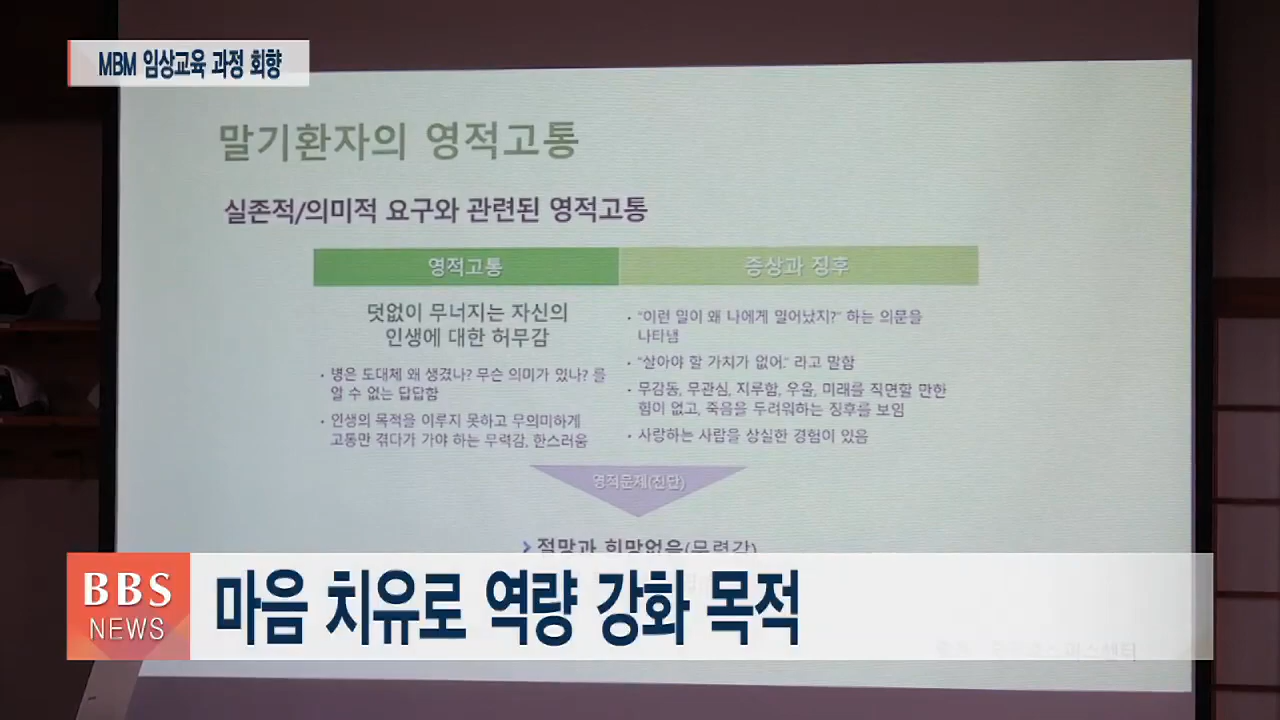 MBM 임상교육 과정 회향
말기환자의 영적고통
실존적/의미적 요구와 관련된 영적고통
영적고통
증상과 징후
덧없이 무너지는 자신의
인생에 대한 허무감
• 병은 도대체 왜 생겼나? 무슨 의미가 있나? 를
알 수 없는 답답함
• 인생의 목적을 이루지 못하고 무의미하게
고통만 겪다가 가야 하는 무력감, 한스러움
• "이런 일이 왜 나에게 일어났지?" 하는 의문을
나타냄
• "살아야 할 가치가 없어." 라고 말함
• 무감동, 무관심, 지루함, 우울, 미래를 직면할 만한
힘이 없고, 죽음을 두려워하는 징후를 보임
• 사랑하는 사람을 상실한 경험이 있음
영적문제(진단)
절망과 희망없음(무력감)
BBS
NEWS
마음 치유로 역량 강화 목적